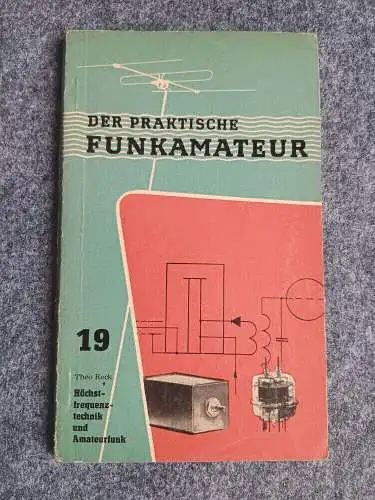 DER PRAKTISCHE
FUNKAMATEUR
19
Theo Reck
Höchst-
frequenz-
technik
und
Amateurfunk